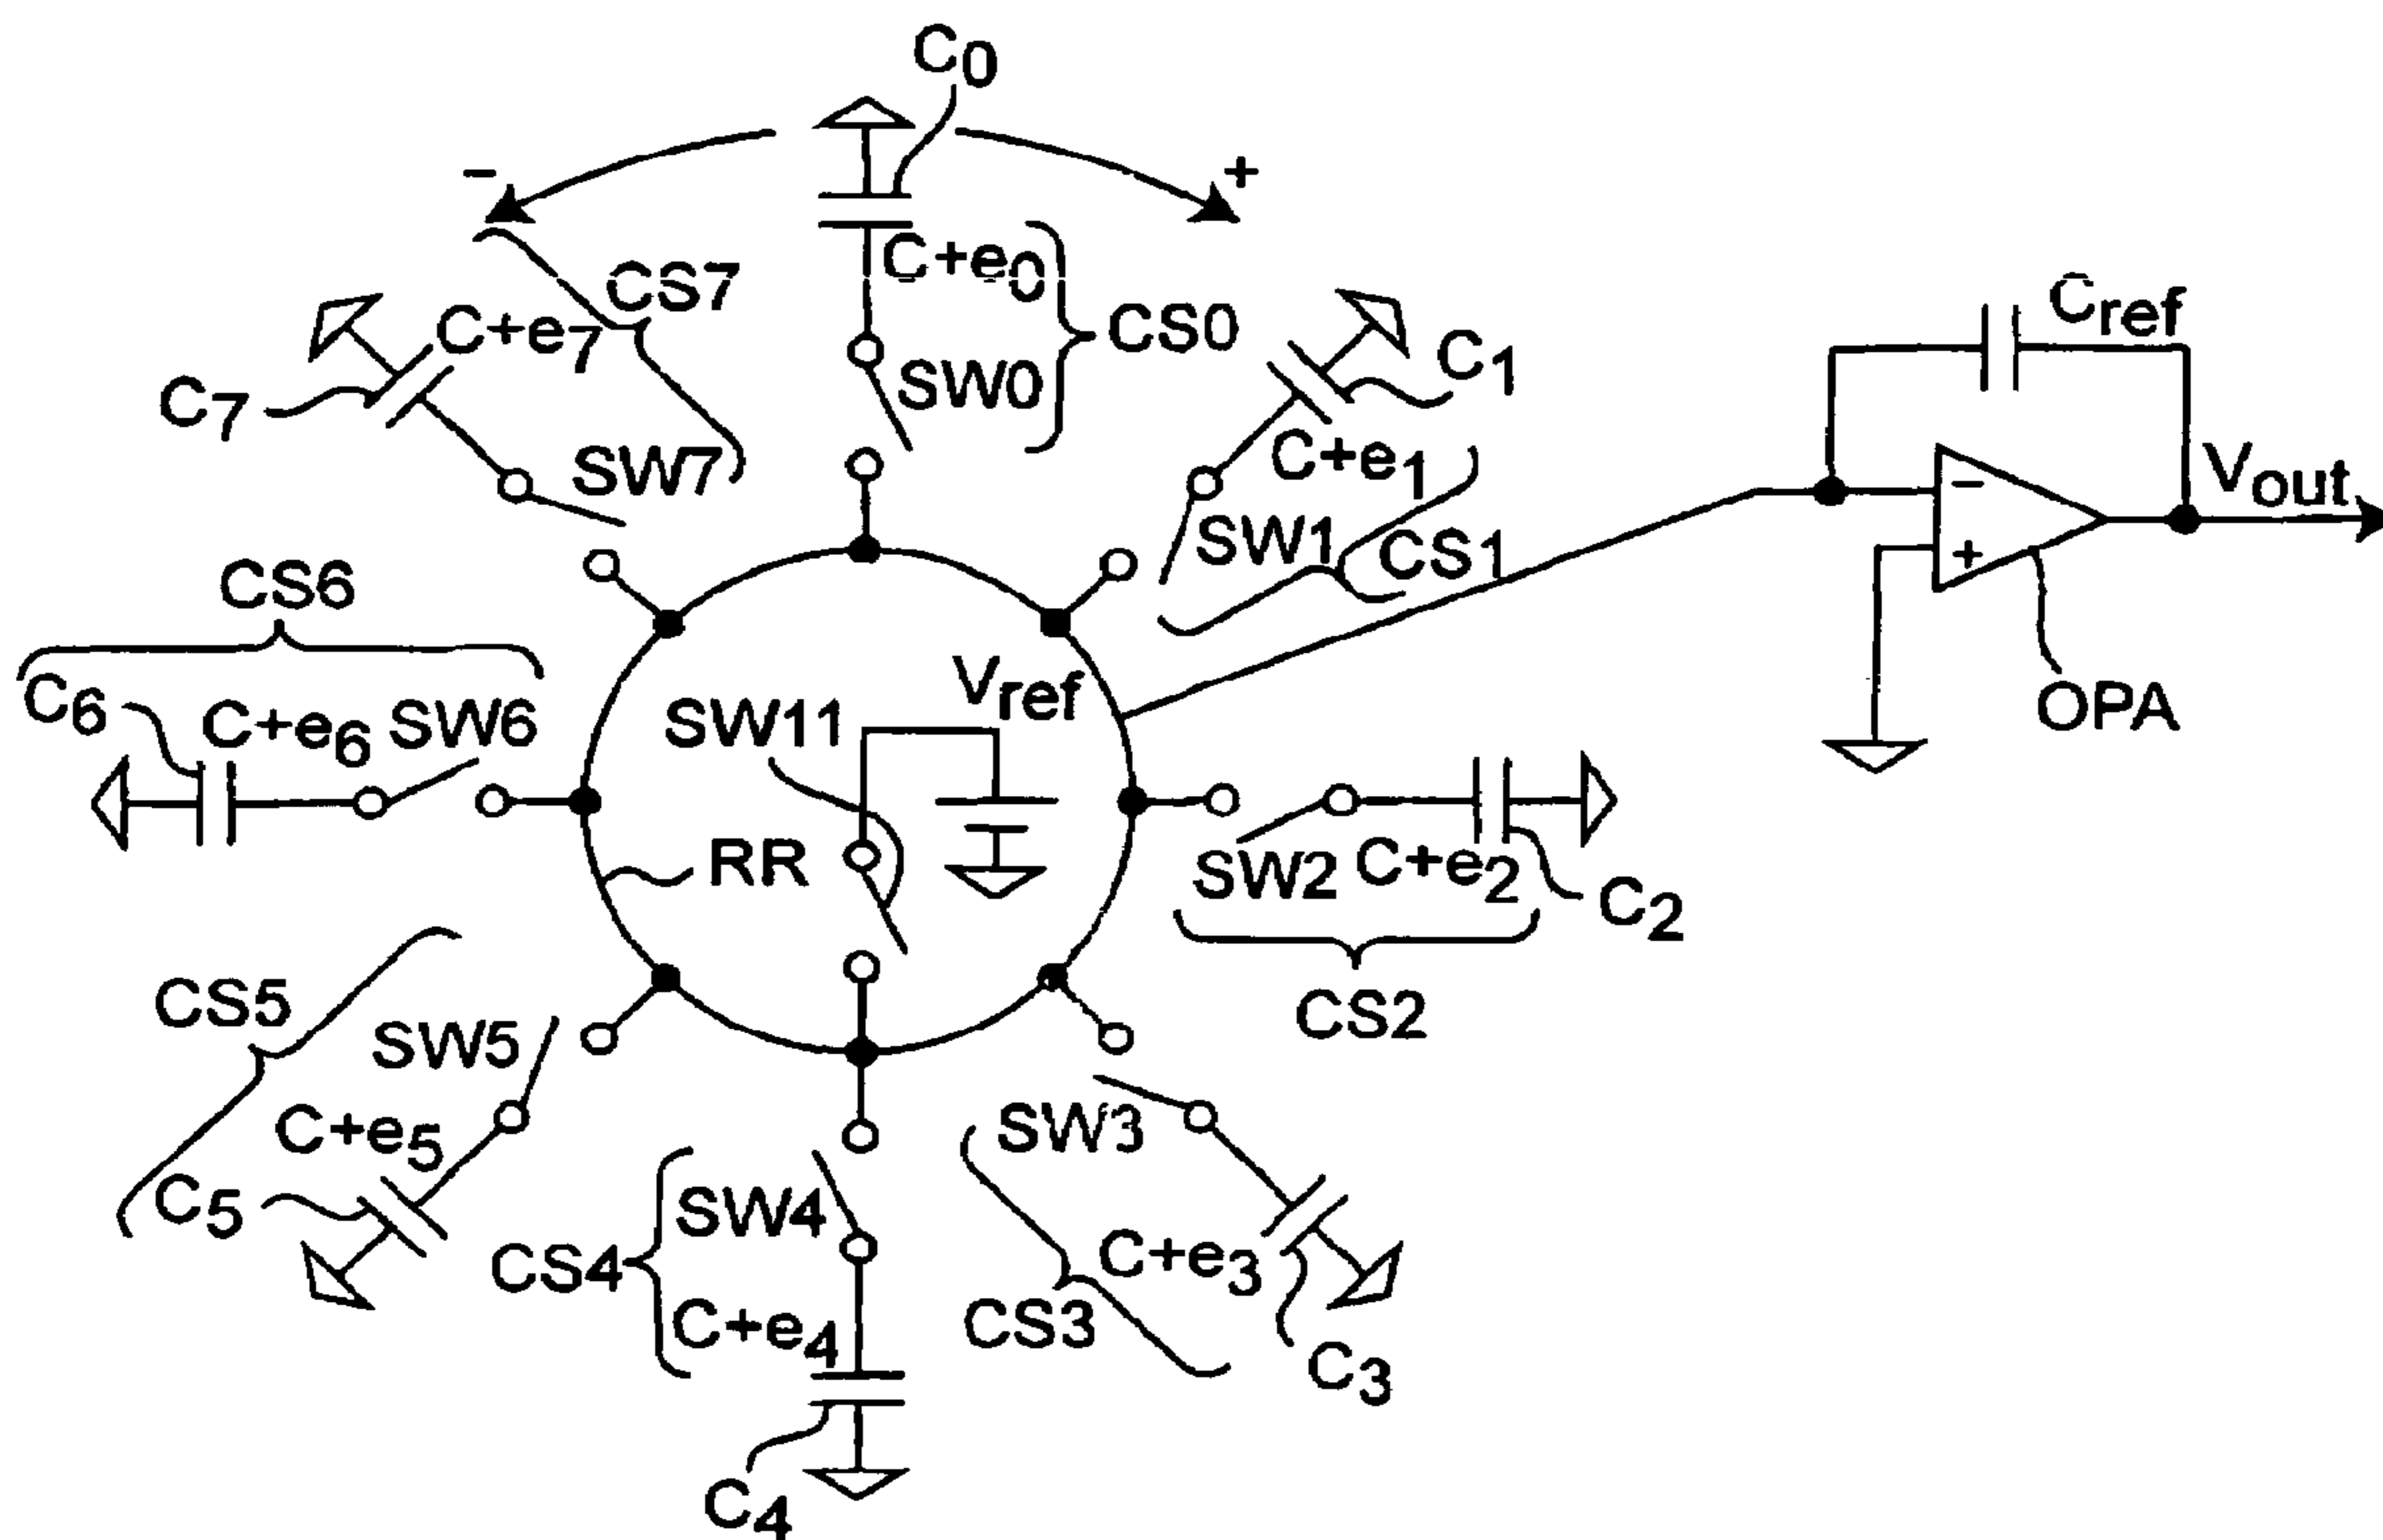 C0
- +
C+e0
CS7
CS0
C+e7
Cref
C1
C7
SW0
C+e1
SW7
Vout
-
SW1
CS1
+
CS6
Vref
C6
C+e6
SW6
SW11
OPA
RR
SW2
C+e2
C2
CS5
CS2
SW5
C+e5
SW3
C5
SW4
CS4
C+e3
C+e4
CS3
C3
C4